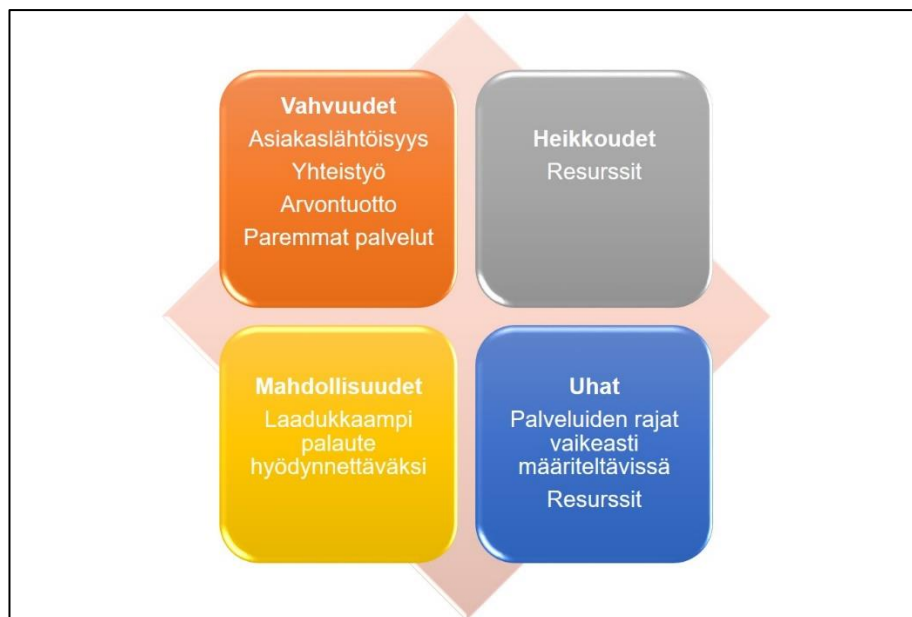 Vahvuudet
Asiakaslähtöisyys
Yhteistyö
Arvontuotto
Paremmat palvelut
Heikkoudet
Resurssit
Mahdollisuudet
Laadukkaampi
palaute
hyödynnettäväksi
Uhat
Palveluiden rajat
vaikeasti
määriteltävissä
Resurssit